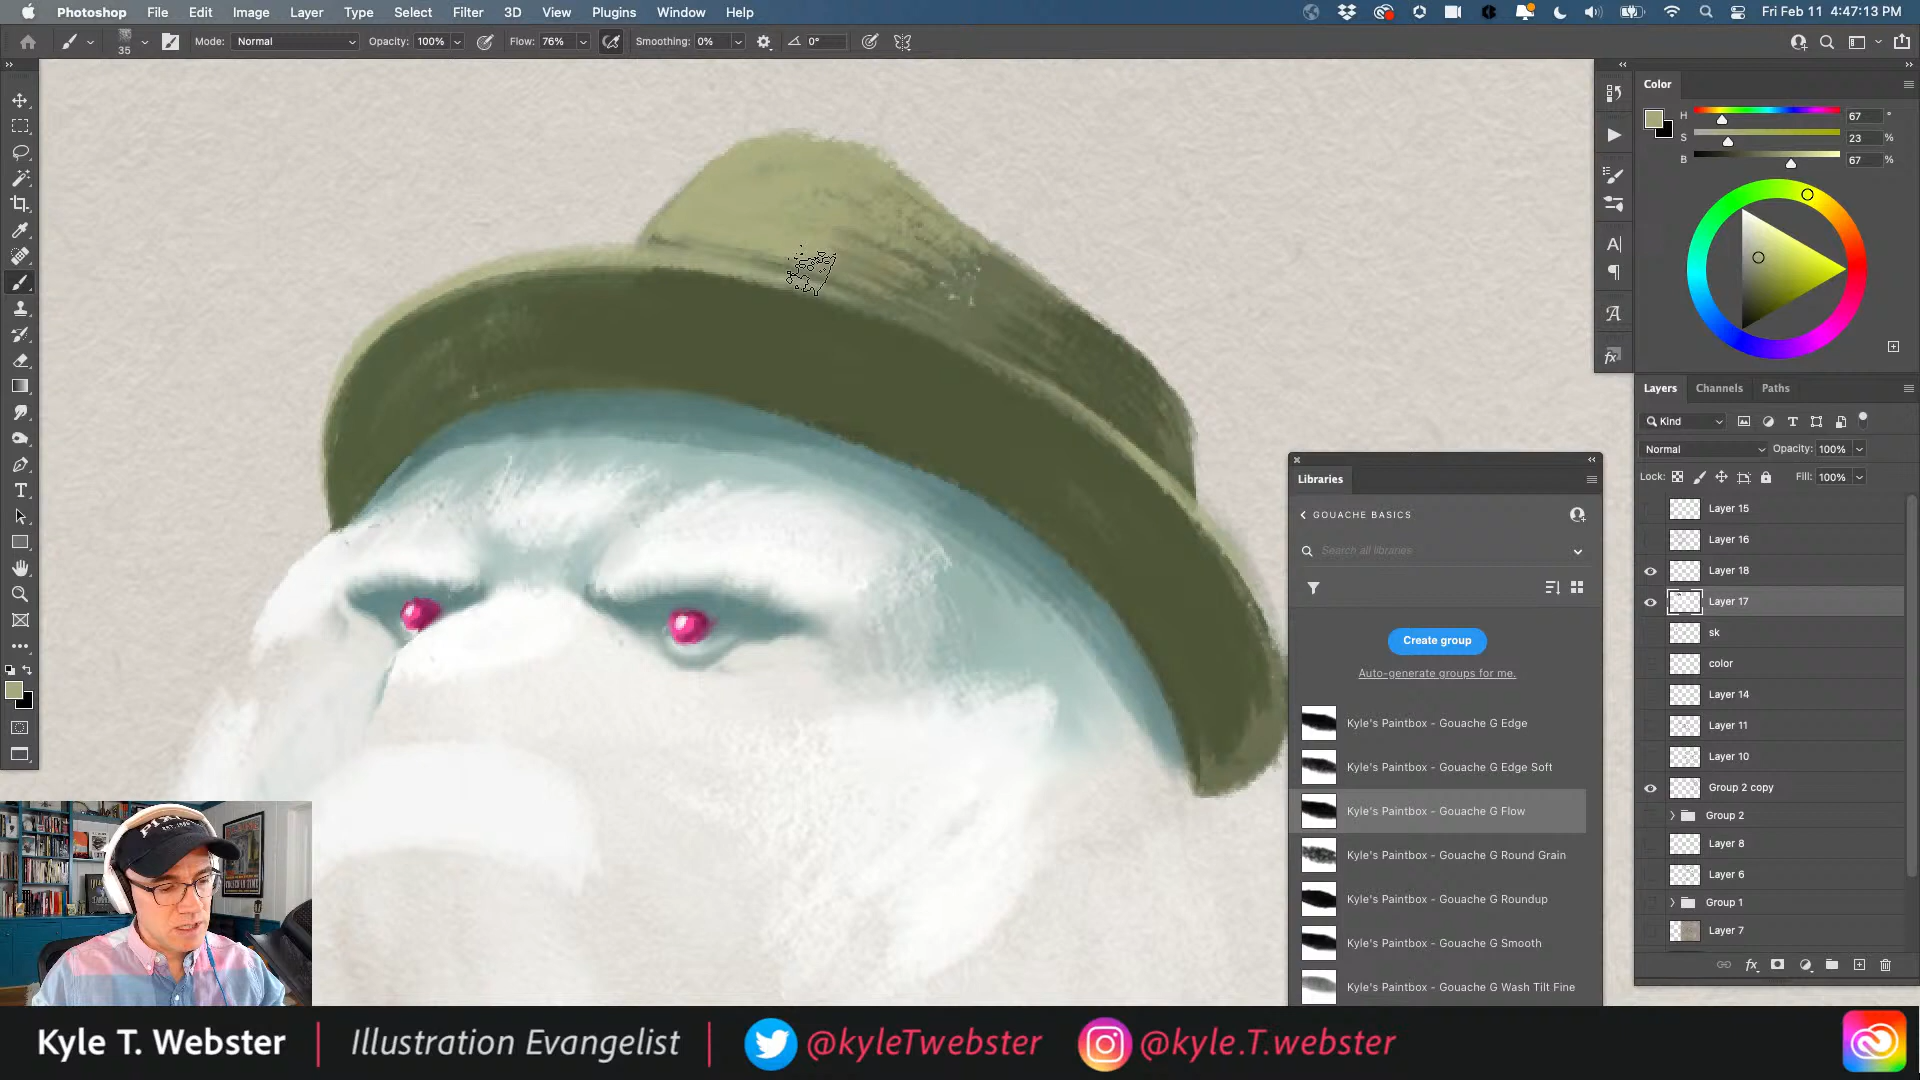 Photoshop File Edit Image Layer Type Select Filter 3D View Plugins Window Help Fri Feb 11 4:47:13 PM
35 Mode: Normal Opacity: 100% Flow: 76% Smoothing: 0% 0°
Color
H 67 °
S 23 %
B 67 %
Layers Channels Paths
Kind
Normal Opacity: 100%
Lock: Fill: 100%
Layer 15
Layer 16
Layer 18
Layer 17
sk
color
Layer 14
Layer 11
Layer 10
Group 2 copy
Group 2
Layer 8
Layer 6
Group 1
Layer 7
Libraries
GOUACHE BASICS
Search all libraries
Create group
Auto-generate groups for me.
Kyle's Paintbox - Gouache G Edge
Kyle's Paintbox - Gouache G Edge Soft
Kyle's Paintbox - Gouache G Flow
Kyle's Paintbox - Gouache G Round Grain
Kyle's Paintbox - Gouache G Roundup
Kyle's Paintbox - Gouache G Smooth
Kyle's Paintbox - Gouache G Wash Tilt Fine
Kyle T. Webster | Illustration Evangelist | @kyleTwebster @kyle.T.webster